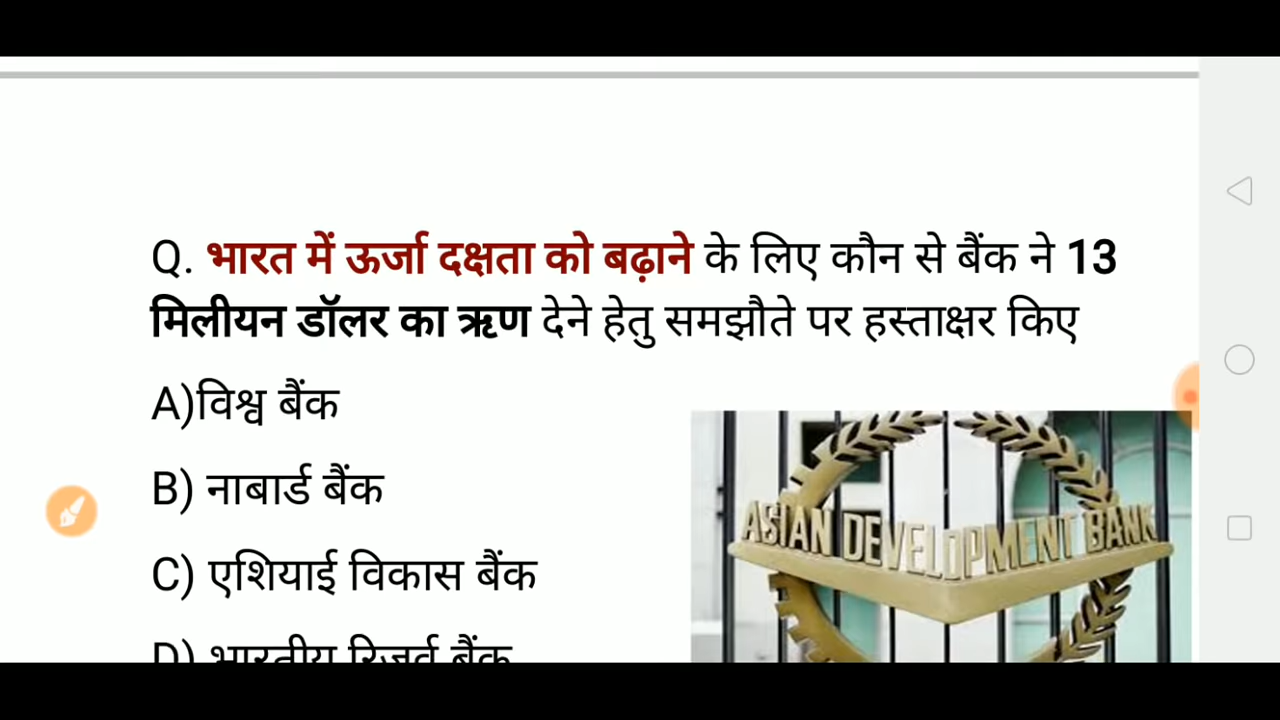 Q. भारत में ऊर्जा दक्षता को बढ़ाने के लिए कौन से बैंक ने 13
मिलीयन डॉलर का ऋण देने हेतु समझौते पर हस्ताक्षर किए
A)विश्व बैंक
B) नाबार्ड बैंक
ASIAN DEVELOPMENT BANK
C) एशियाई विकास बैंक
D) भारतीय रिजर्व बैंक